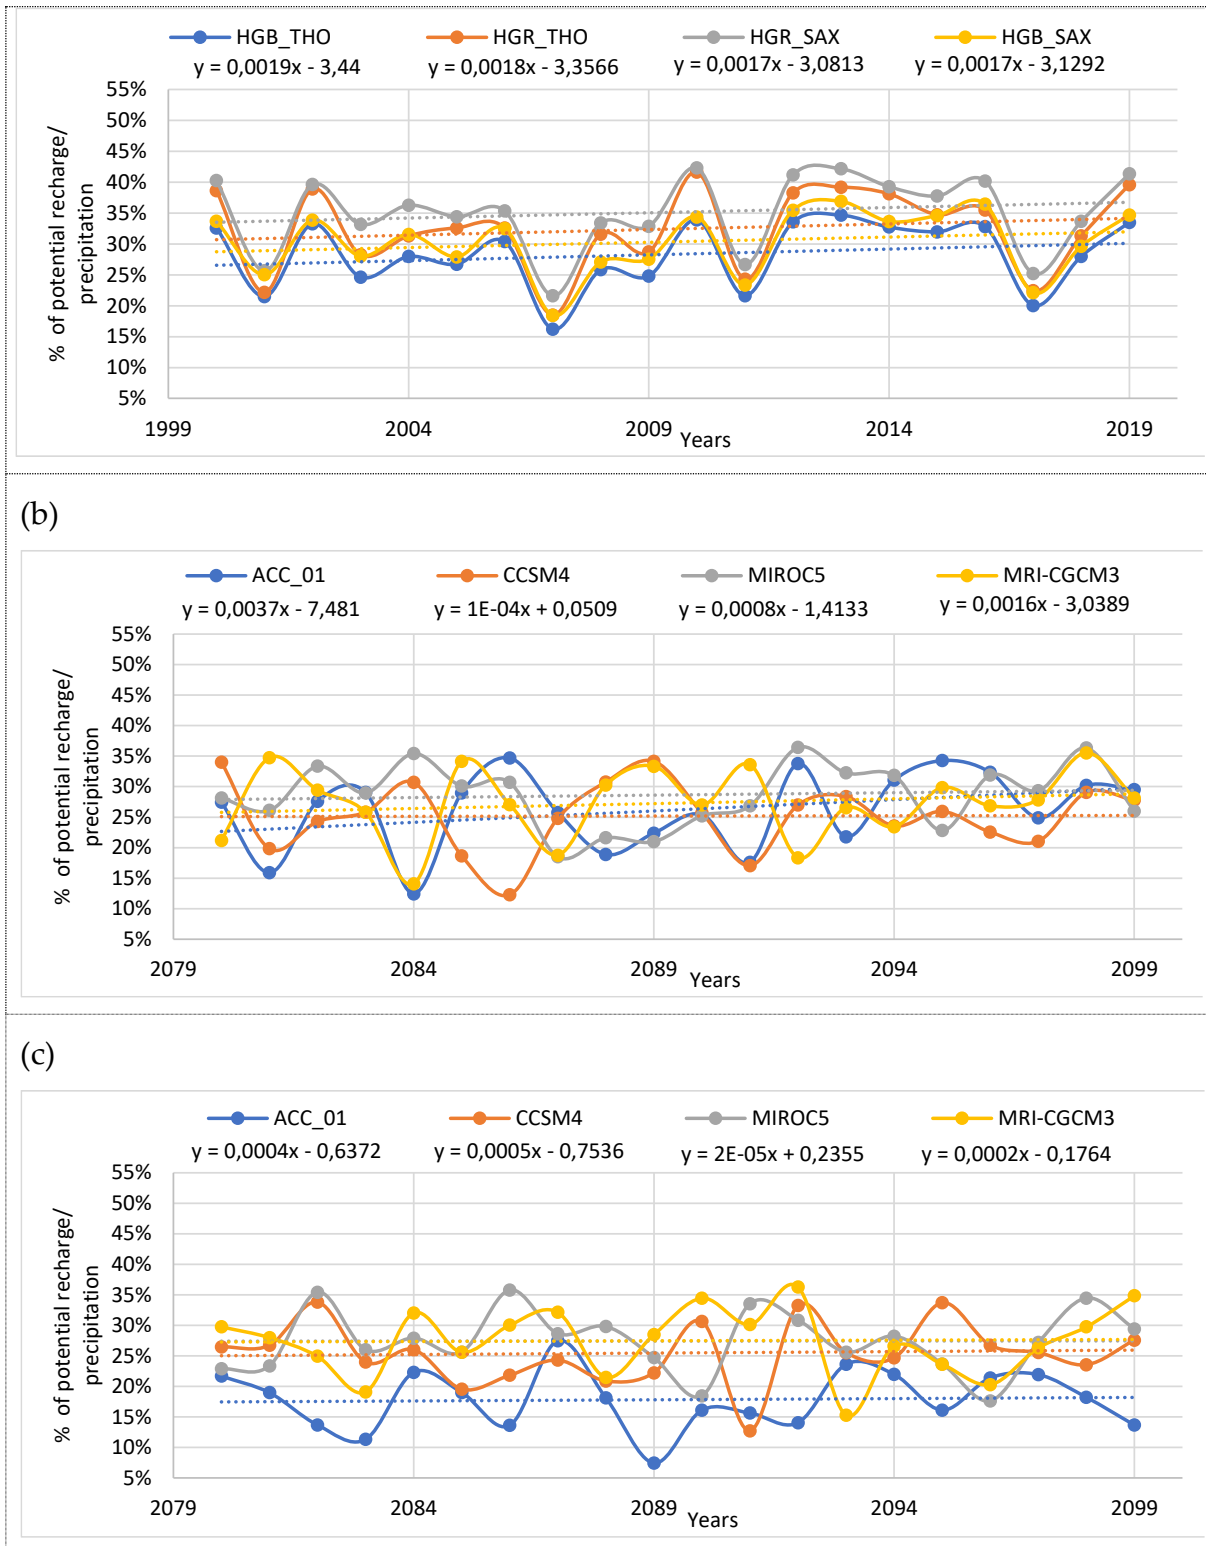 HGB_THO HGR_THO HGR_SAX HGB_SAX
y = 0,0019x - 3,44 y = 0,0018x - 3,3566 y = 0,0017x - 3,0813 y = 0,0017x - 3,1292
% of potential recharge/
precipitation
55%
50%
45%
40%
35%
30%
25%
20%
15%
10%
5%
1999 2004 2009 2014 2019
Years
(b)
ACC_01 CCSM4 MIROC5 MRI-CGCM3
y = 0,0037x - 7,481 y = 1E-04x + 0,0509 y = 0,0008x - 1,4133 y = 0,0016x - 3,0389
% of potential recharge/
precipitation
55%
50%
45%
40%
35%
30%
25%
20%
15%
10%
5%
2079 2084 2089 2094 2099
Years
(c)
ACC_01 CCSM4 MIROC5 MRI-CGCM3
y = 0,0004x - 0,6372 y = 0,0005x - 0,7536 y = 2E-05x + 0,2355 y = 0,0002x - 0,1764
% of potential recharge/
precipitation
55%
50%
45%
40%
35%
30%
25%
20%
15%
10%
5%
2079 2084 2089 2094 2099
Years